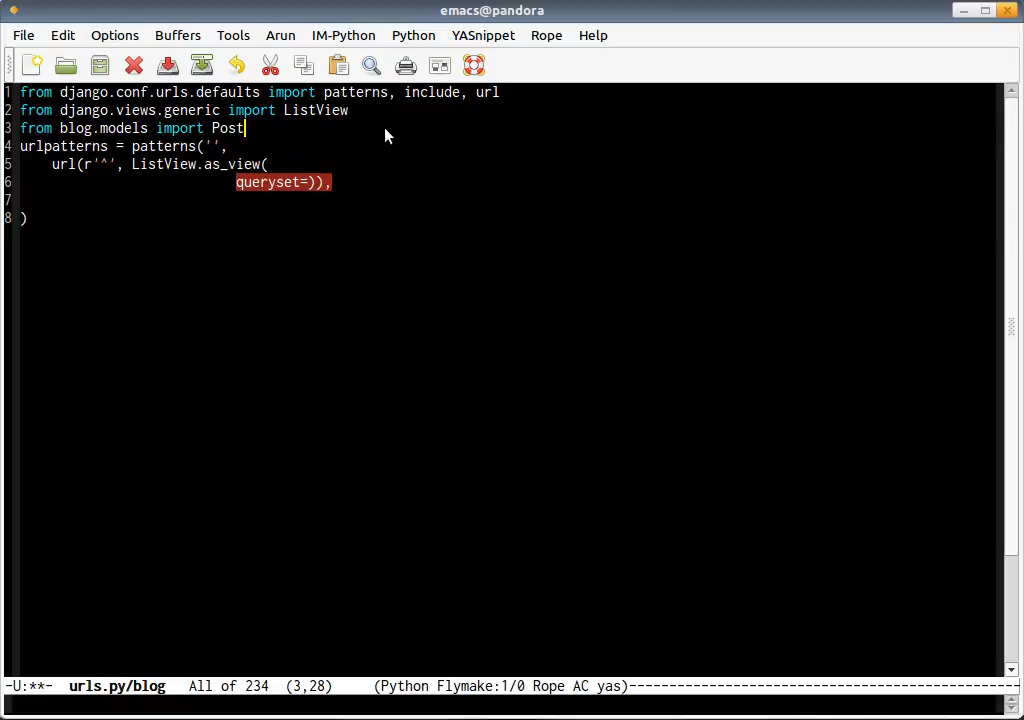 emacs@pandora
File Edit Options Buffers Tools Arun IM-Python Python YASnippet Rope Help
1 from django.conf.urls.defaults import patterns, include, url
2 from django.views.generic import ListView
3 from blog.models import Post
4 urlpatterns = patterns('',
5     url(r'^', ListView.as_view(
6                            queryset=)),
7
8 )
-U:**-  urls.py/blog   All of 234  (3,28)     (Python Flymake:1/0 Rope AC yas)--------------------------------------------------